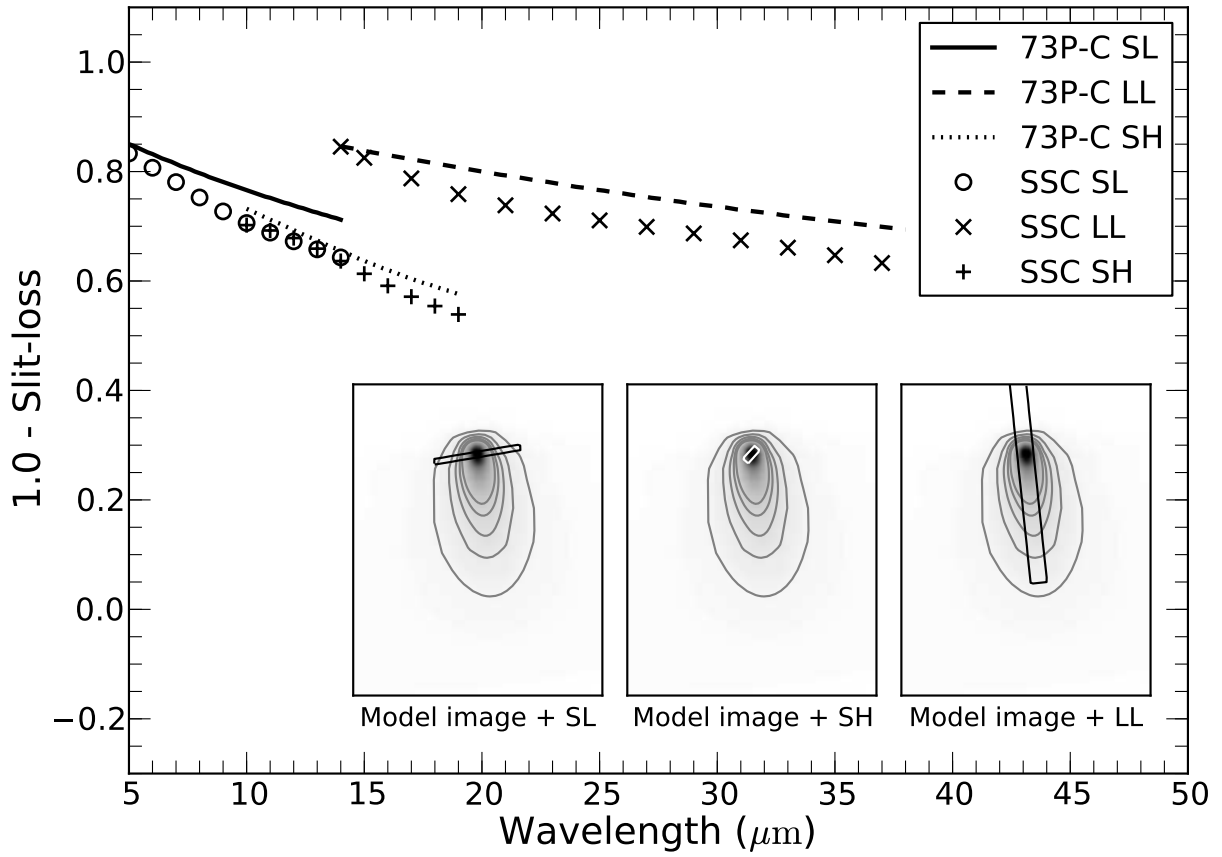 1.0
0.8
0.6
0.4
0.2
0.0
−0.2
1.0 - Slit-loss
73P-C SL
73P-C LL
73P-C SH
SSC SL
SSC LL
SSC SH
Model image + SL
Model image + SH
Model image + LL
5 10 15 20 25 30 35 40 45 50
Wavelength (μm)